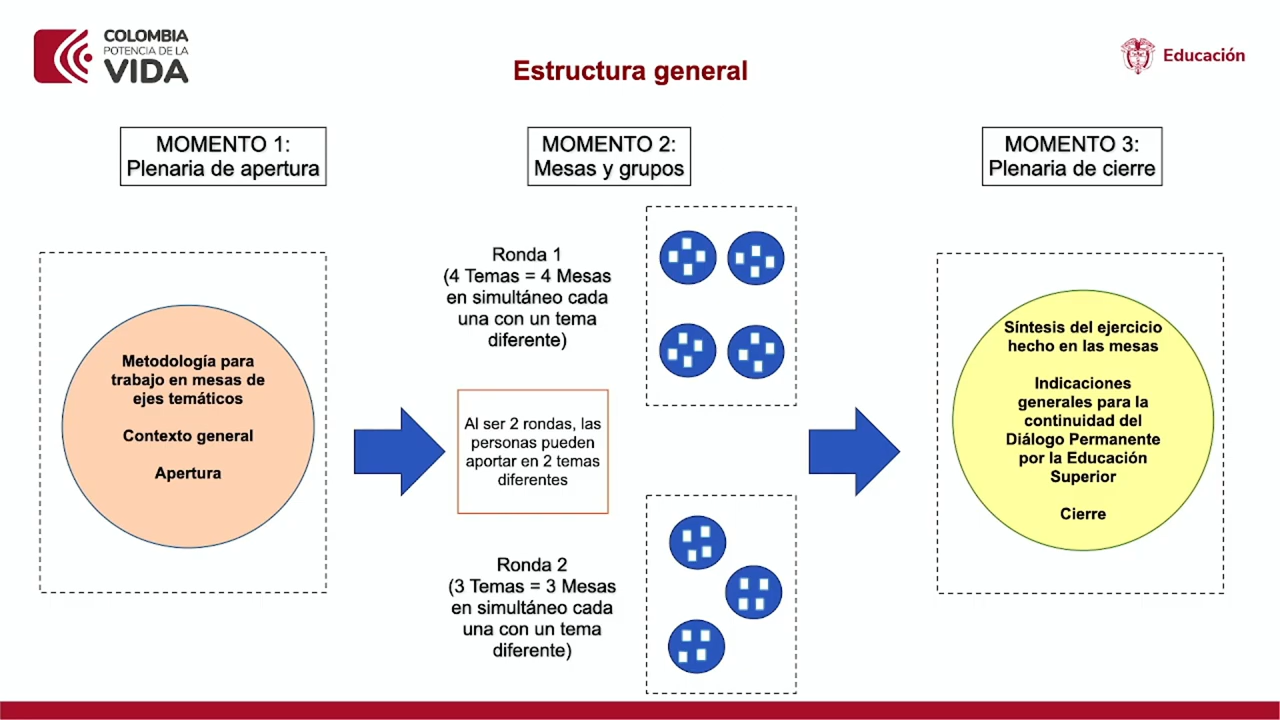 COLOMBIA
POTENCIA DE LA
VIDA
Educación
Estructura general
MOMENTO 1:
Plenaria de apertura
MOMENTO 2:
Mesas y grupos
MOMENTO 3:
Plenaria de cierre
Metodología para
trabajo en mesas de
ejes temáticos
Contexto general
Apertura
Ronda 1
(4 Temas = 4 Mesas
en simultáneo cada
una con un tema
diferente)
Al ser 2 rondas, las
personas pueden
aportar en 2 temas
diferentes
Ronda 2
(3 Temas = 3 Mesas
en simultáneo cada
una con un tema
diferente)
Síntesis del ejercicio
hecho en las mesas
Indicaciones
generales para la
continuidad del
Diálogo Permanente
por la Educación
Superior
Cierre